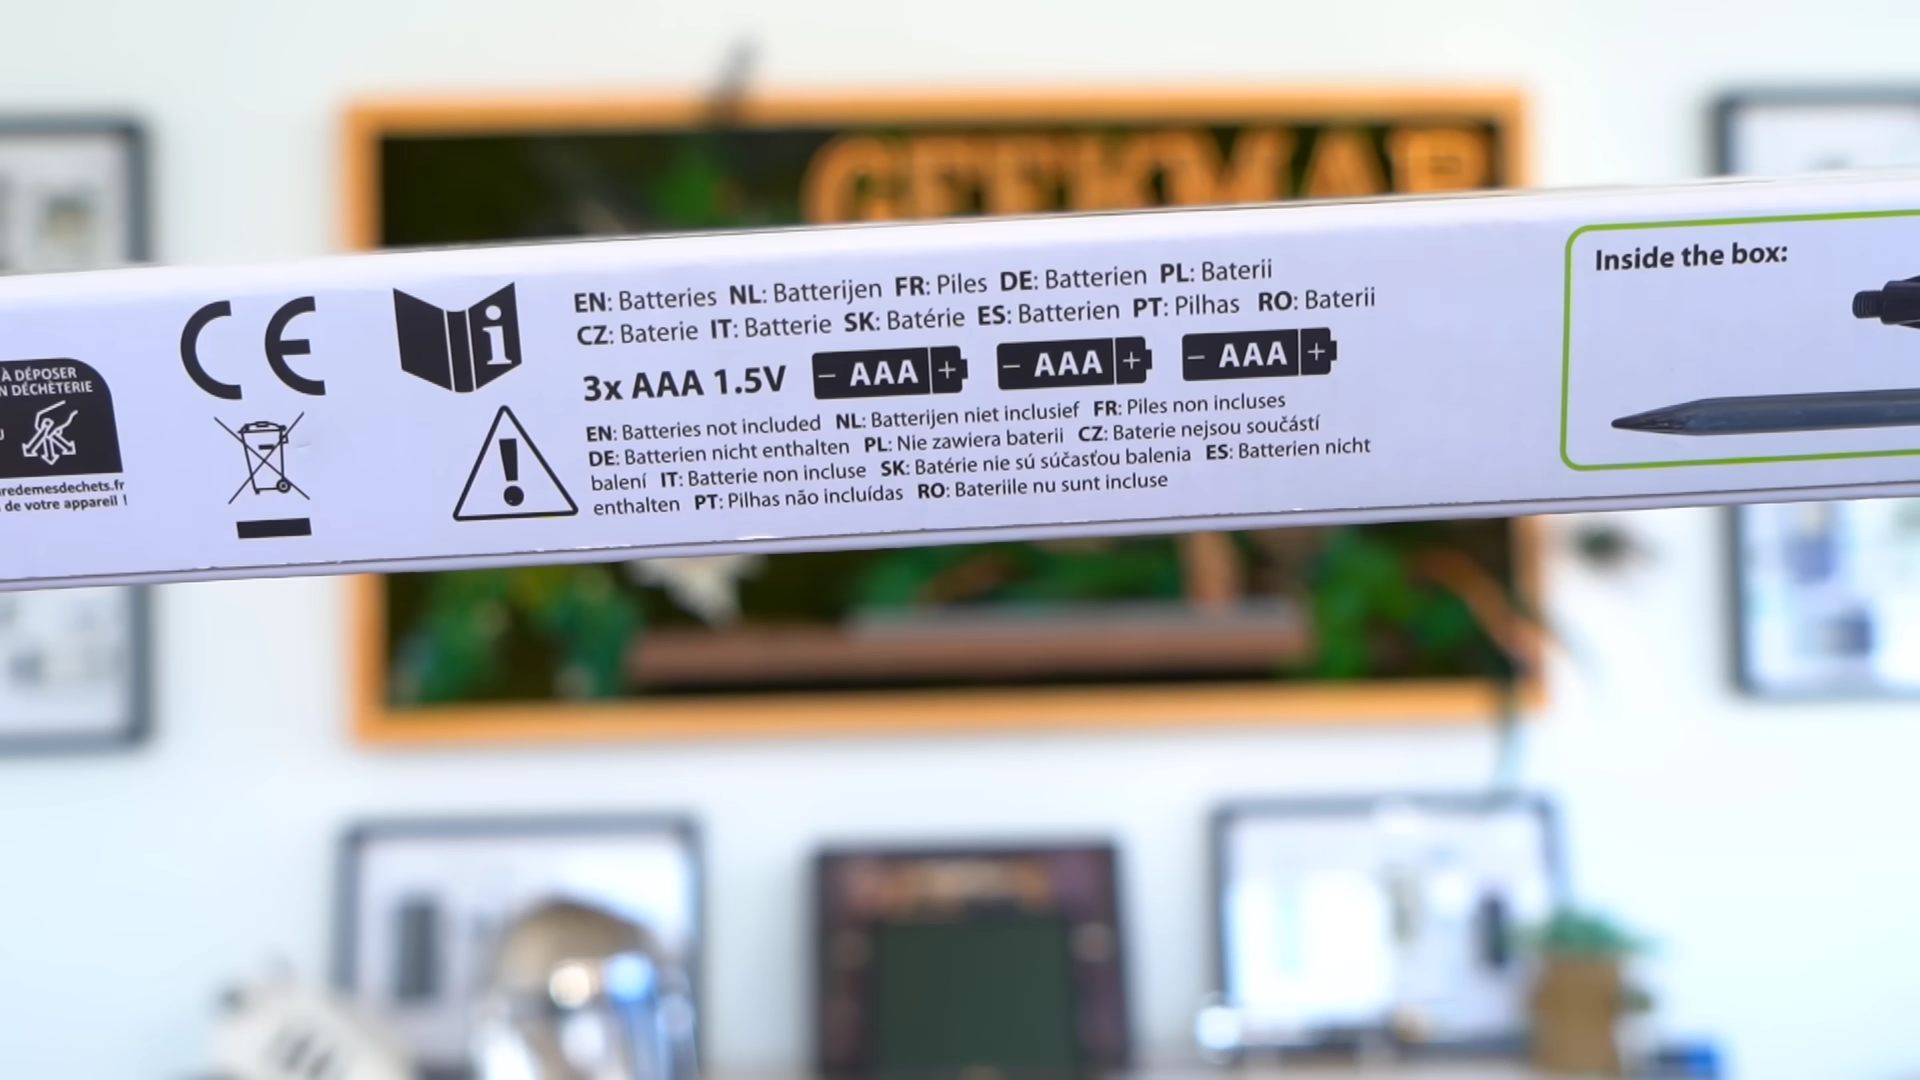 GEEKMAR
À DÉPOSER
N DÉCHÈTERIE
redemesdechets.fr
de votre appareil !
CE
i
EN: Batteries NL: Batterijen FR: Piles DE: Batterien PL: Baterii
CZ: Baterie IT: Batterie SK: Batérie ES: Batterien PT: Pilhas RO: Baterii
3x AAA 1.5V − AAA + − AAA + − AAA +
EN: Batteries not included NL: Batterijen niet inclusief FR: Piles non incluses
DE: Batterien nicht enthalten PL: Nie zawiera baterii CZ: Baterie nejsou součástí
balení IT: Batterie non incluse SK: Batérie nie sú súčasťou balenia ES: Batterien nicht
enthalten PT: Pilhas não incluídas RO: Bateriile nu sunt incluse
Inside the box: